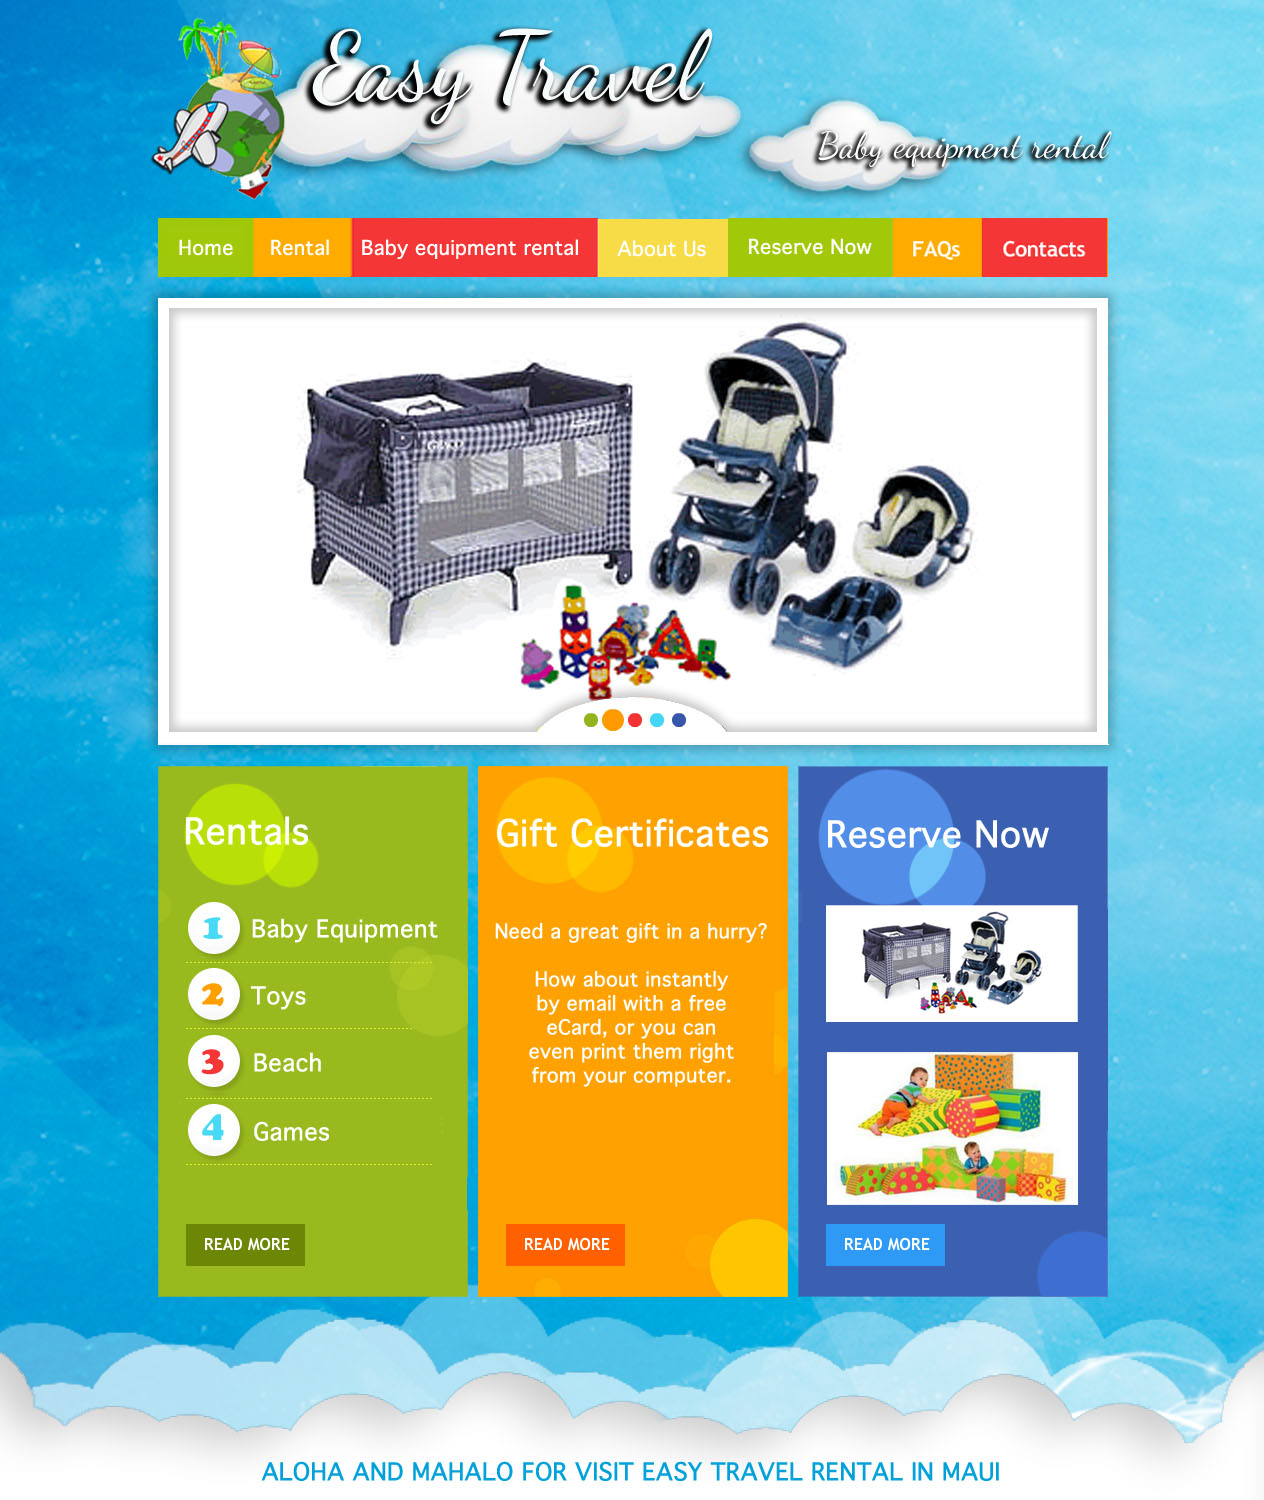 Easy Travel
Baby equipment rental
Home
Rental
Baby equipment rental
About Us
Reserve Now
FAQs
Contacts
GRACO
Rentals
1
Baby Equipment
2
Toys
3
Beach
4
Games
READ MORE
Gift Certificates
Need a great gift in a hurry?
How about instantly
by email with a free
eCard, or you can
even print them right
from your computer.
READ MORE
Reserve Now
READ MORE
ALOHA AND MAHALO FOR VISIT EASY TRAVEL RENTAL IN MAUI